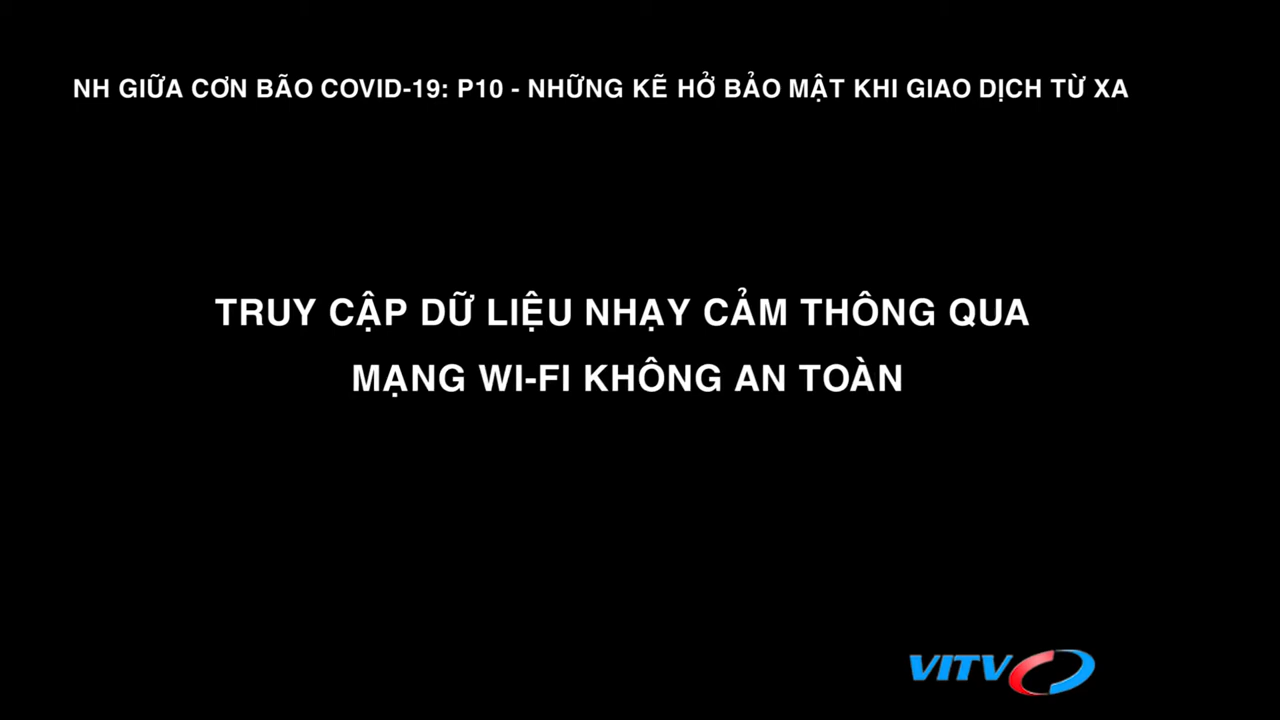 NH GIỮA CƠN BÃO COVID-19: P10 - NHỮNG KẼ HỞ BẢO MẬT KHI GIAO DỊCH TỪ XA
TRUY CẬP DỮ LIỆU NHẠY CẢM THÔNG QUA
MẠNG WI-FI KHÔNG AN TOÀN
VITV